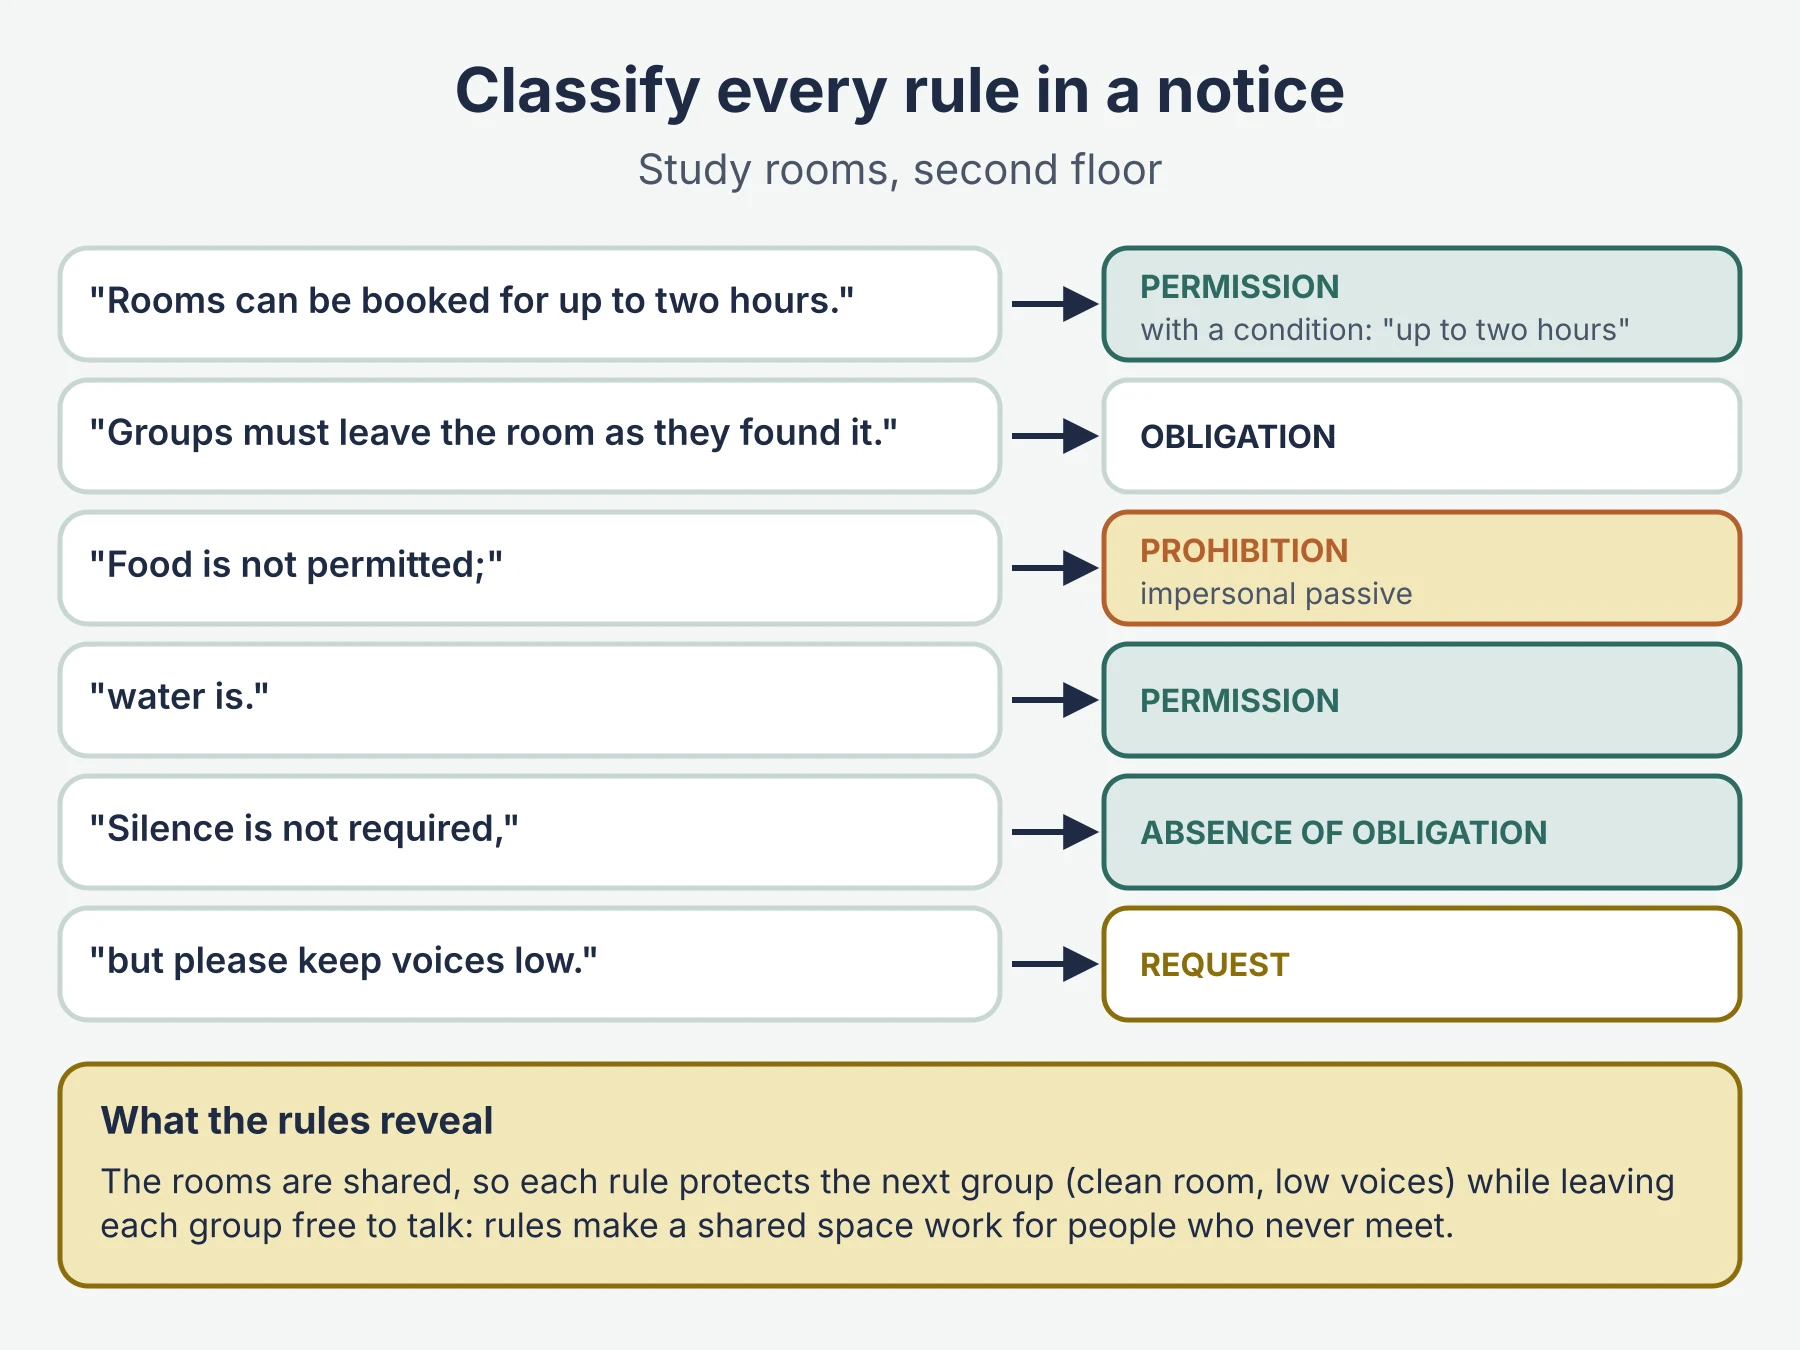 Classify every rule in a notice
Study rooms, second floor
"Rooms can be booked for up to two hours."
PERMISSION
with a condition: "up to two hours"
"Groups must leave the room as they found it."
OBLIGATION
"Food is not permitted;"
PROHIBITION
impersonal passive
"water is."
PERMISSION
"Silence is not required,"
ABSENCE OF OBLIGATION
"but please keep voices low."
REQUEST
What the rules reveal
The rooms are shared, so each rule protects the next group (clean room, low voices) while leaving
each group free to talk: rules make a shared space work for people who never meet.